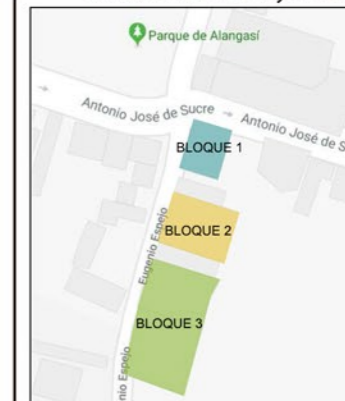 Parque de Alangasí
Antonio José de Sucre
Antonio José de S
BLOQUE 1
Eugenio Espejo
BLOQUE 2
BLOQUE 3
nio Espejo